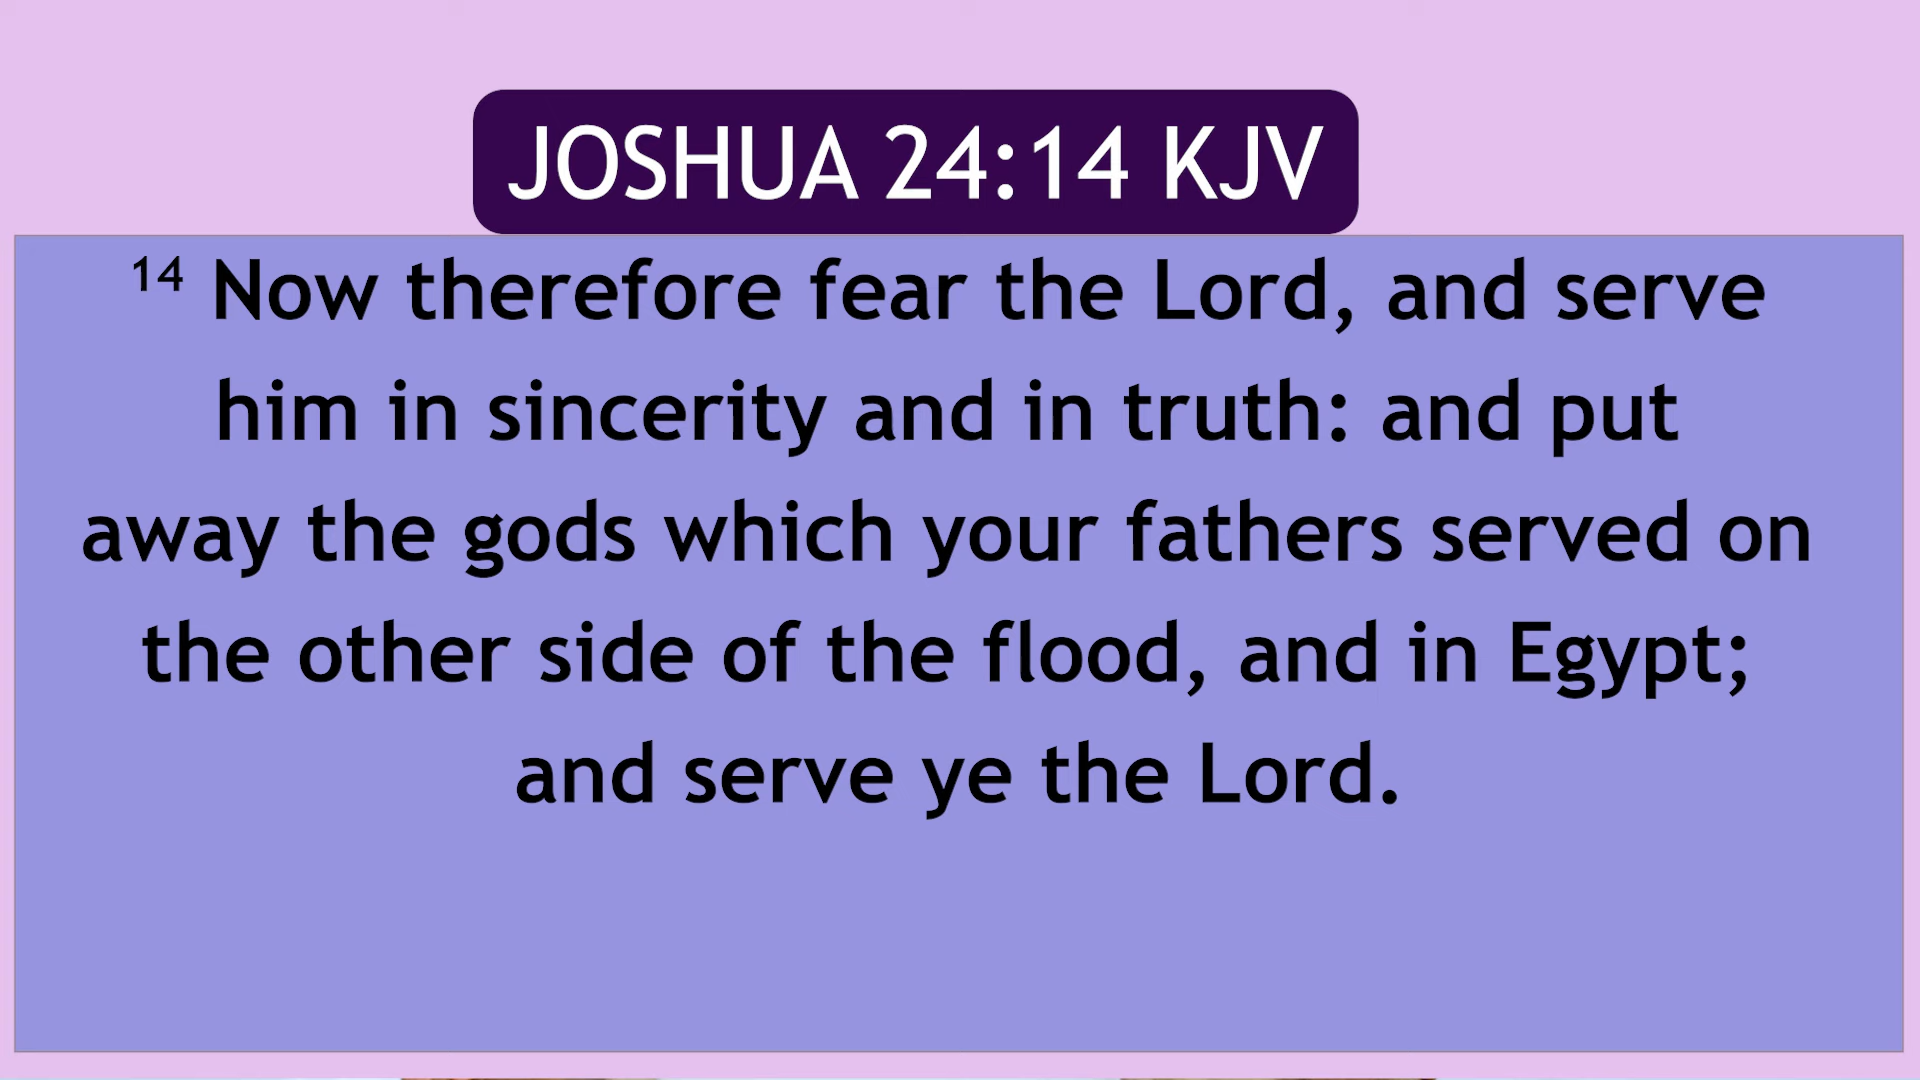 JOSHUA 24:14 KJV
14 Now therefore fear the Lord, and serve
him in sincerity and in truth: and put
away the gods which your fathers served on
the other side of the flood, and in Egypt;
and serve ye the Lord.